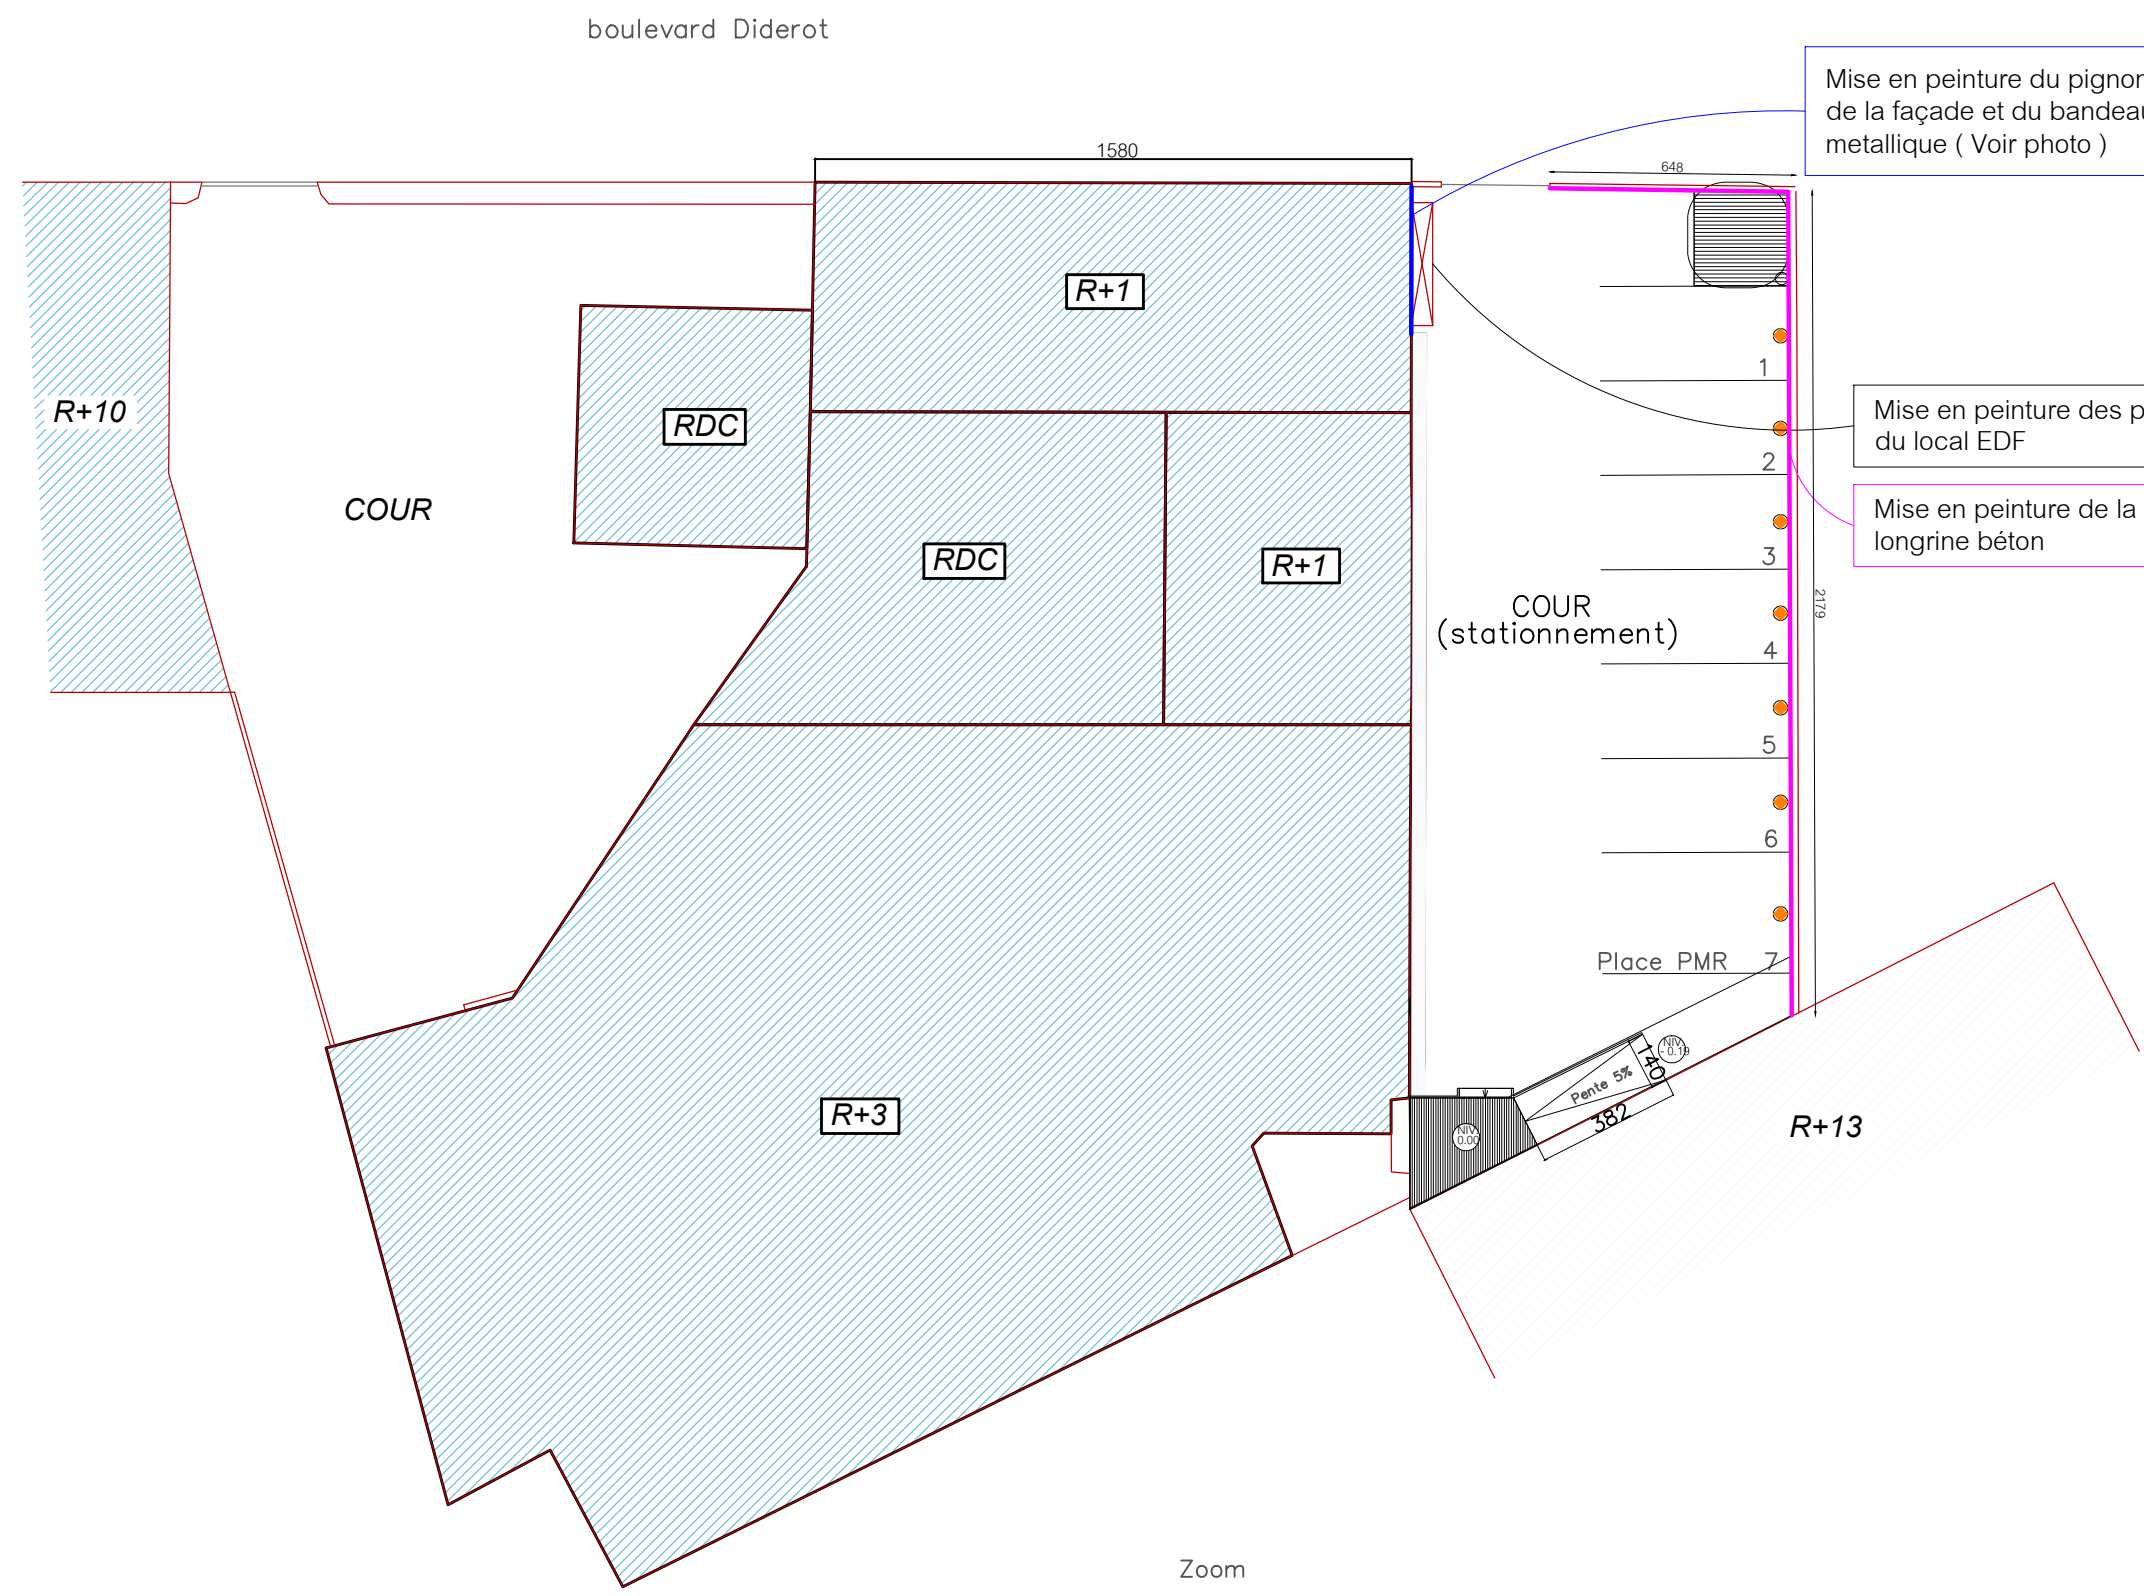 boulevard Diderot
Mise en peinture du pignon
de la façade et du bandeau
metallique ( Voir photo )
1580
648
R+1
R+10
RDC
1
Mise en peinture des p
du local EDF
2
COUR
Mise en peinture de la
longrine béton
RDC
R+1
3
2179
COUR
(stationnement)
4
5
6
Place PMR 7
NIV.
- 0.19
140
Pente 5%
382
R+3
NIV.
0.00
R+13
Zoom